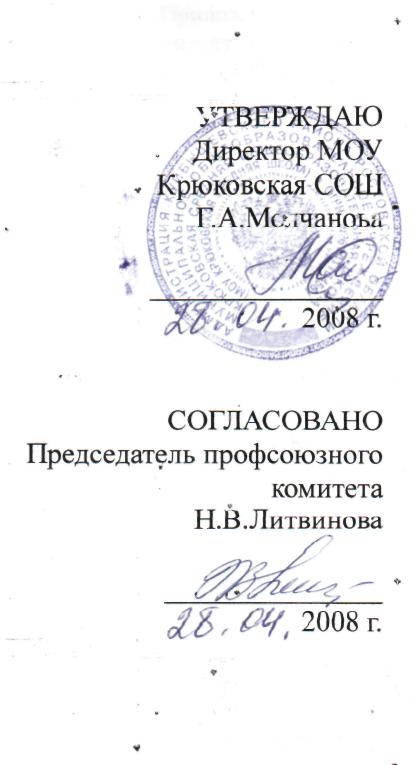 УТВЕРЖДАЮ
Директор МОУ
Крюковская СОШ
Г.А.Молчанова
28.04. 2008 г.
СОГЛАСОВАНО
Председатель профсоюзного
комитета
Н.В.Литвинова
28.04. 2008 г.